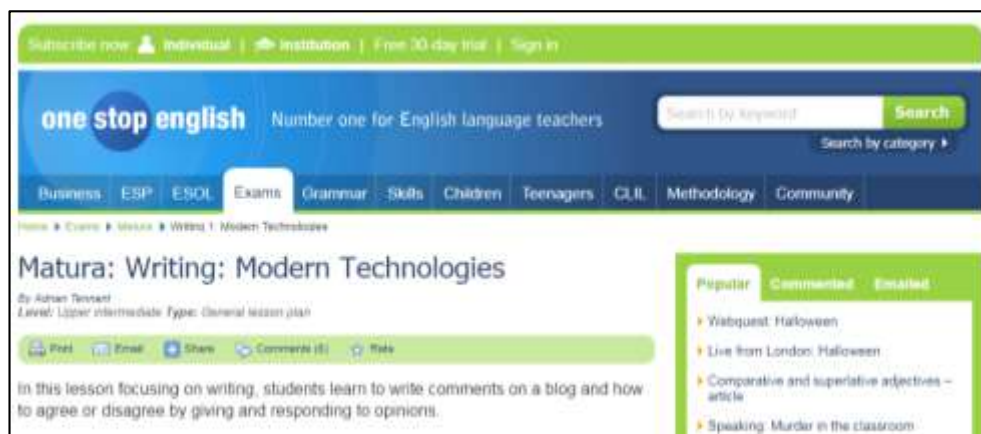 Subscribe now Individual | Institution | Free 30 day trial | Sign in
one stop english Number one for English language teachers
Search by keyword Search
Search by category
Business ESP ESOL Exams Grammar Skills Children Teenagers CLIL Methodology Community
Home Exams Matura Writing 1: Modern Technologies
Matura: Writing: Modern Technologies
By Adrian Tennant
Level: Upper intermediate Type: General lesson plan
Print Email Share Comments Rate
In this lesson focusing on writing, students learn to write comments on a blog and how
to agree or disagree by giving and responding to opinions.
Popular Commented Emailed
Webquest: Halloween
Live from London: Halloween
Comparative and superlative adjectives –
article
Speaking: Murder in the classroom